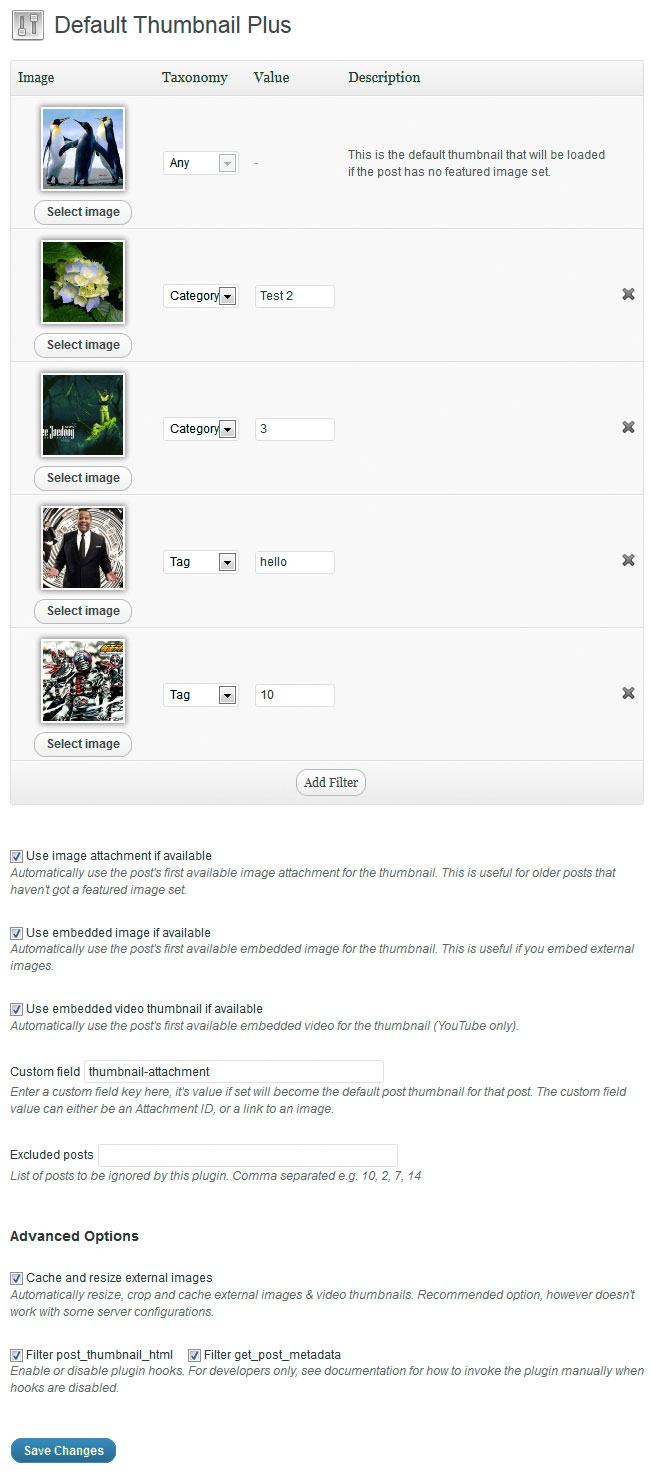 Default Thumbnail Plus
Image Taxonomy Value Description
Any - This is the default thumbnail that will be loaded
if the post has no featured image set.
Select image
Category Test 2
Select image
Category 3
Select image
Tag hello
Select image
Tag 10
Select image
Add Filter
Use image attachment if available
Automatically use the post's first available image attachment for the thumbnail. This is useful for older posts that
haven't got a featured image set.
Use embedded image if available
Automatically use the post's first available embedded image for the thumbnail. This is useful if you embed external
images.
Use embedded video thumbnail if available
Automatically use the post's first available embedded video for the thumbnail (YouTube only).
Custom field thumbnail-attachment
Enter a custom field key here, it's value if set will become the default post thumbnail for that post. The custom field
value can either be an Attachment ID, or a link to an image.
Excluded posts
List of posts to be ignored by this plugin. Comma separated e.g. 10, 2, 7, 14
Advanced Options
Cache and resize external images
Automatically resize, crop and cache external images & video thumbnails. Recommended option, however doesn't
work with some server configurations.
Filter post_thumbnail_html Filter get_post_metadata
Enable or disable plugin hooks. For developers only, see documentation for how to invoke the plugin manually when
hooks are disabled.
Save Changes